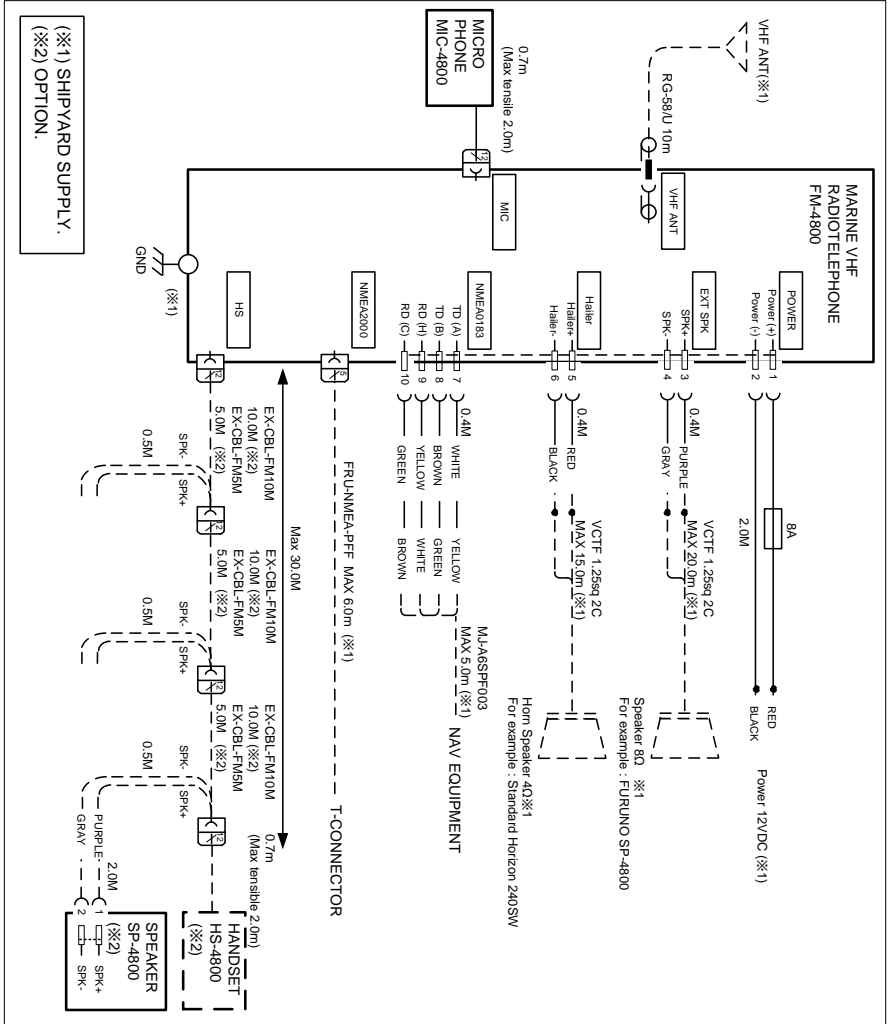 MARINE VHF
RADIOTELEPHONE
FM-4800
VHF ANT(※1)
RG-58/U 10m
VHF ANT
MICRO
PHONE
MIC-4800
0.7m
(Max tensile 2.0m)
12
MIC
GND
(※1)
POWER
Power (+)
Power (-)
1
2
8A
2.0M
RED
BLACK
Power 12VDC (※1)
EXT SPK
SPK+
SPK-
3
4
0.4M
PURPLE
GRAY
VCTF 1.25sq 2C
MAX 20.0m (※1)
Speaker 8Ω ※1
For example : FURUNO SP-4800
Hailer
Hailer+
Hailer-
5
6
0.4M
RED
BLACK
VCTF 1.25sq 2C
MAX 15.0m (※1)
Horn Speaker 4Ω※1
For example : Standard Horizon 240SW
NMEA0183
TD (A)
TD (B)
RD (H)
RD (C)
7
8
9
10
0.4M
WHITE
BROWN
YELLOW
GREEN
YELLOW
GREEN
WHITE
BROWN
MJ-A6SPF003
MAX 5.0m (※1)
NAV EQUIPMENT
NMEA2000
5
FRU-NMEA-PFF MAX 6.0m (※1)
T-CONNECTOR
HS
12
Max 30.0M
EX-CBL-FM10M
10.0M (※2)
EX-CBL-FM5M
5.0M (※2)
SPK-
SPK+
0.5M
12
EX-CBL-FM10M
10.0M (※2)
EX-CBL-FM5M
5.0M (※2)
SPK-
SPK+
0.5M
12
EX-CBL-FM10M
10.0M (※2)
EX-CBL-FM5M
5.0M (※2)
SPK-
SPK+
0.5M
12
0.7m
(Max tensible 2.0m)
HANDSET
HS-4800
(※2)
2.0M
PURPLE
GRAY
1
2
SPK+
SPK-
SPEAKER
SP-4800
(※2)
(※1) SHIPYARD SUPPLY.
(※2) OPTION.